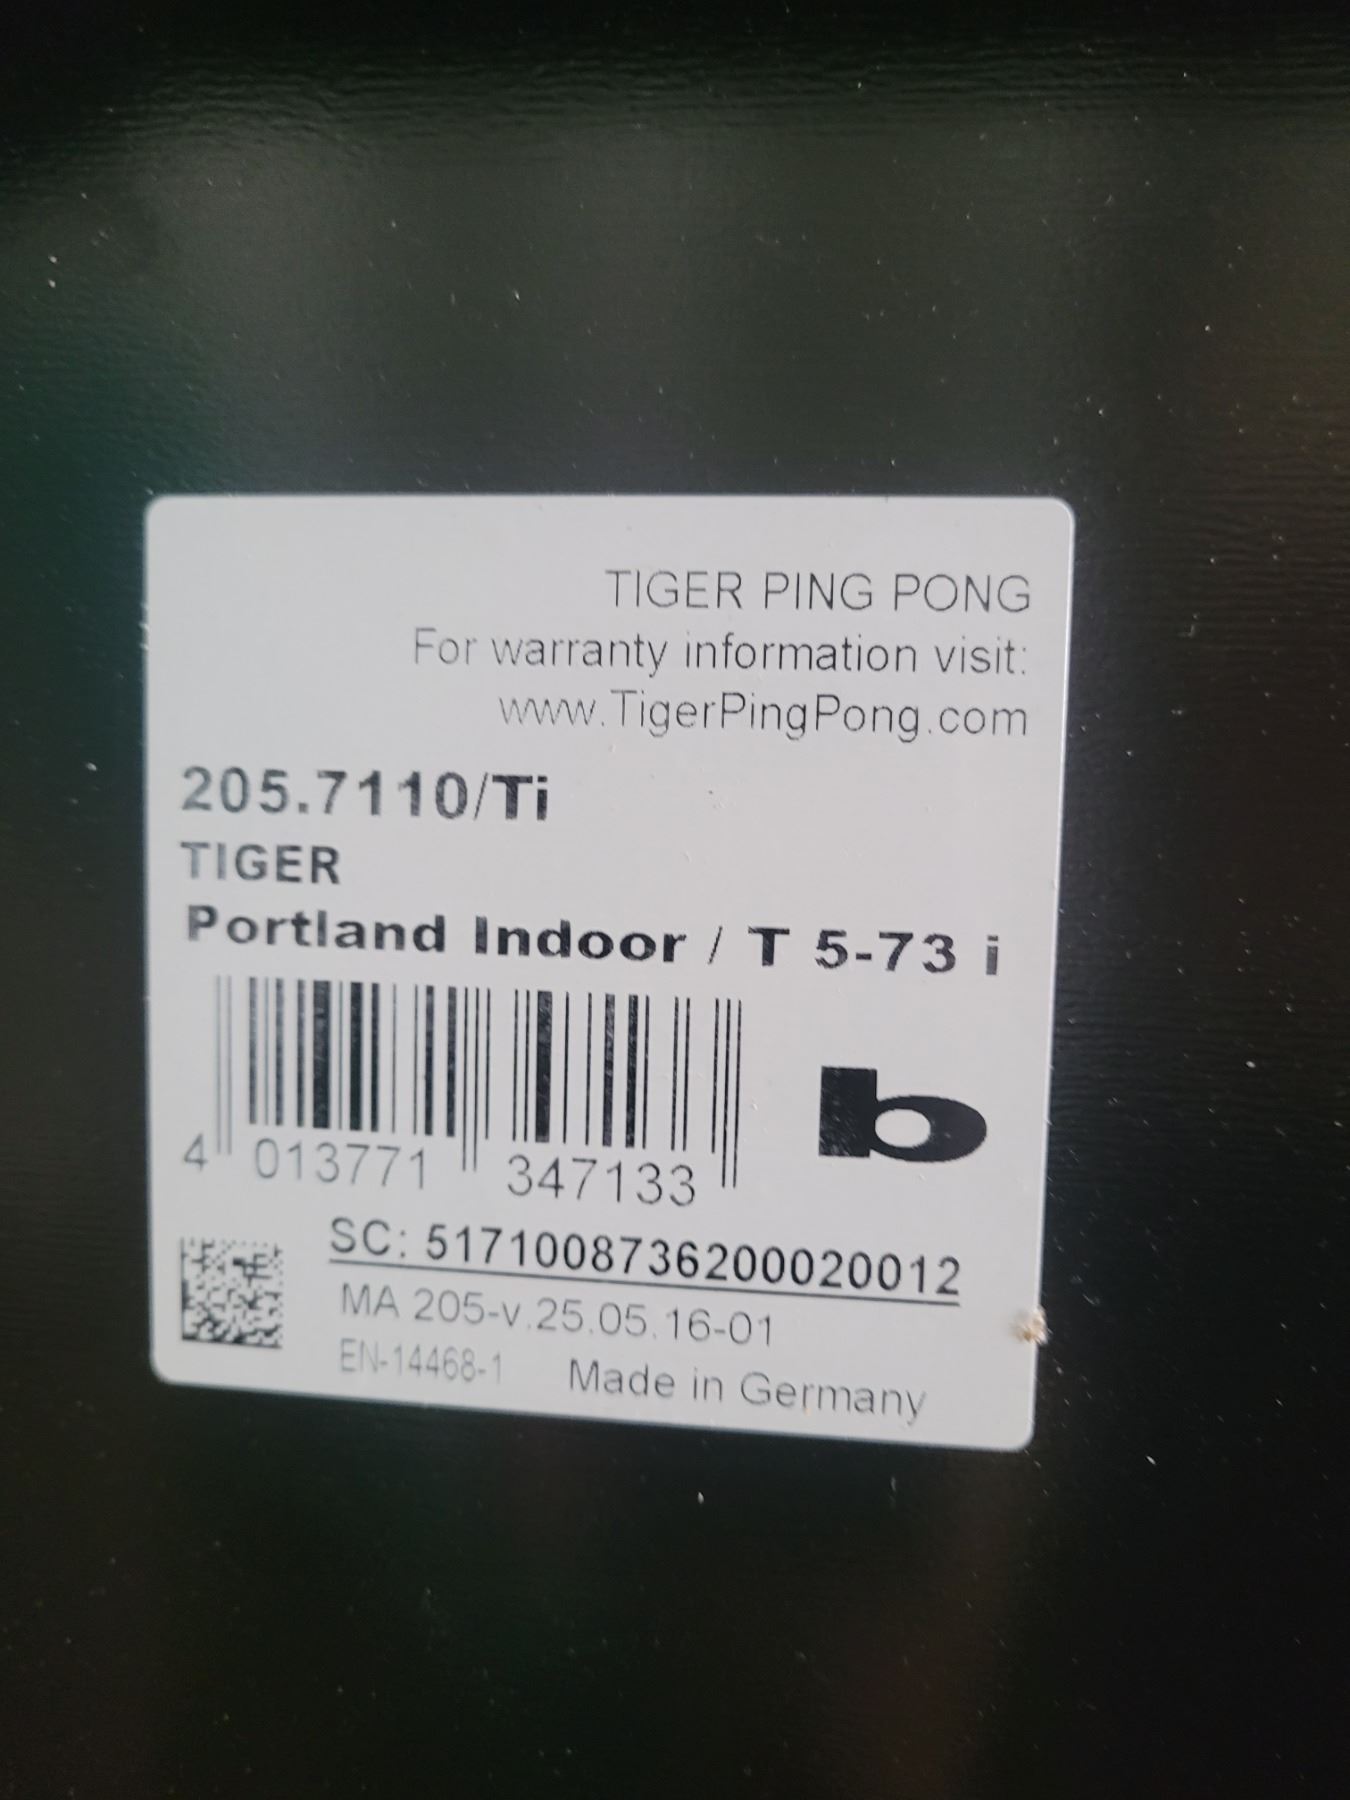 TIGER PING PONG
For warranty information visit:
www.TigerPingPong.com
205.7110/Ti
TIGER
Portland Indoor / T 5-73 i
4 013771 347133
b
SC: 5171008736200020012
MA 205-v.25.05.16-01
EN-14468-1 Made in Germany